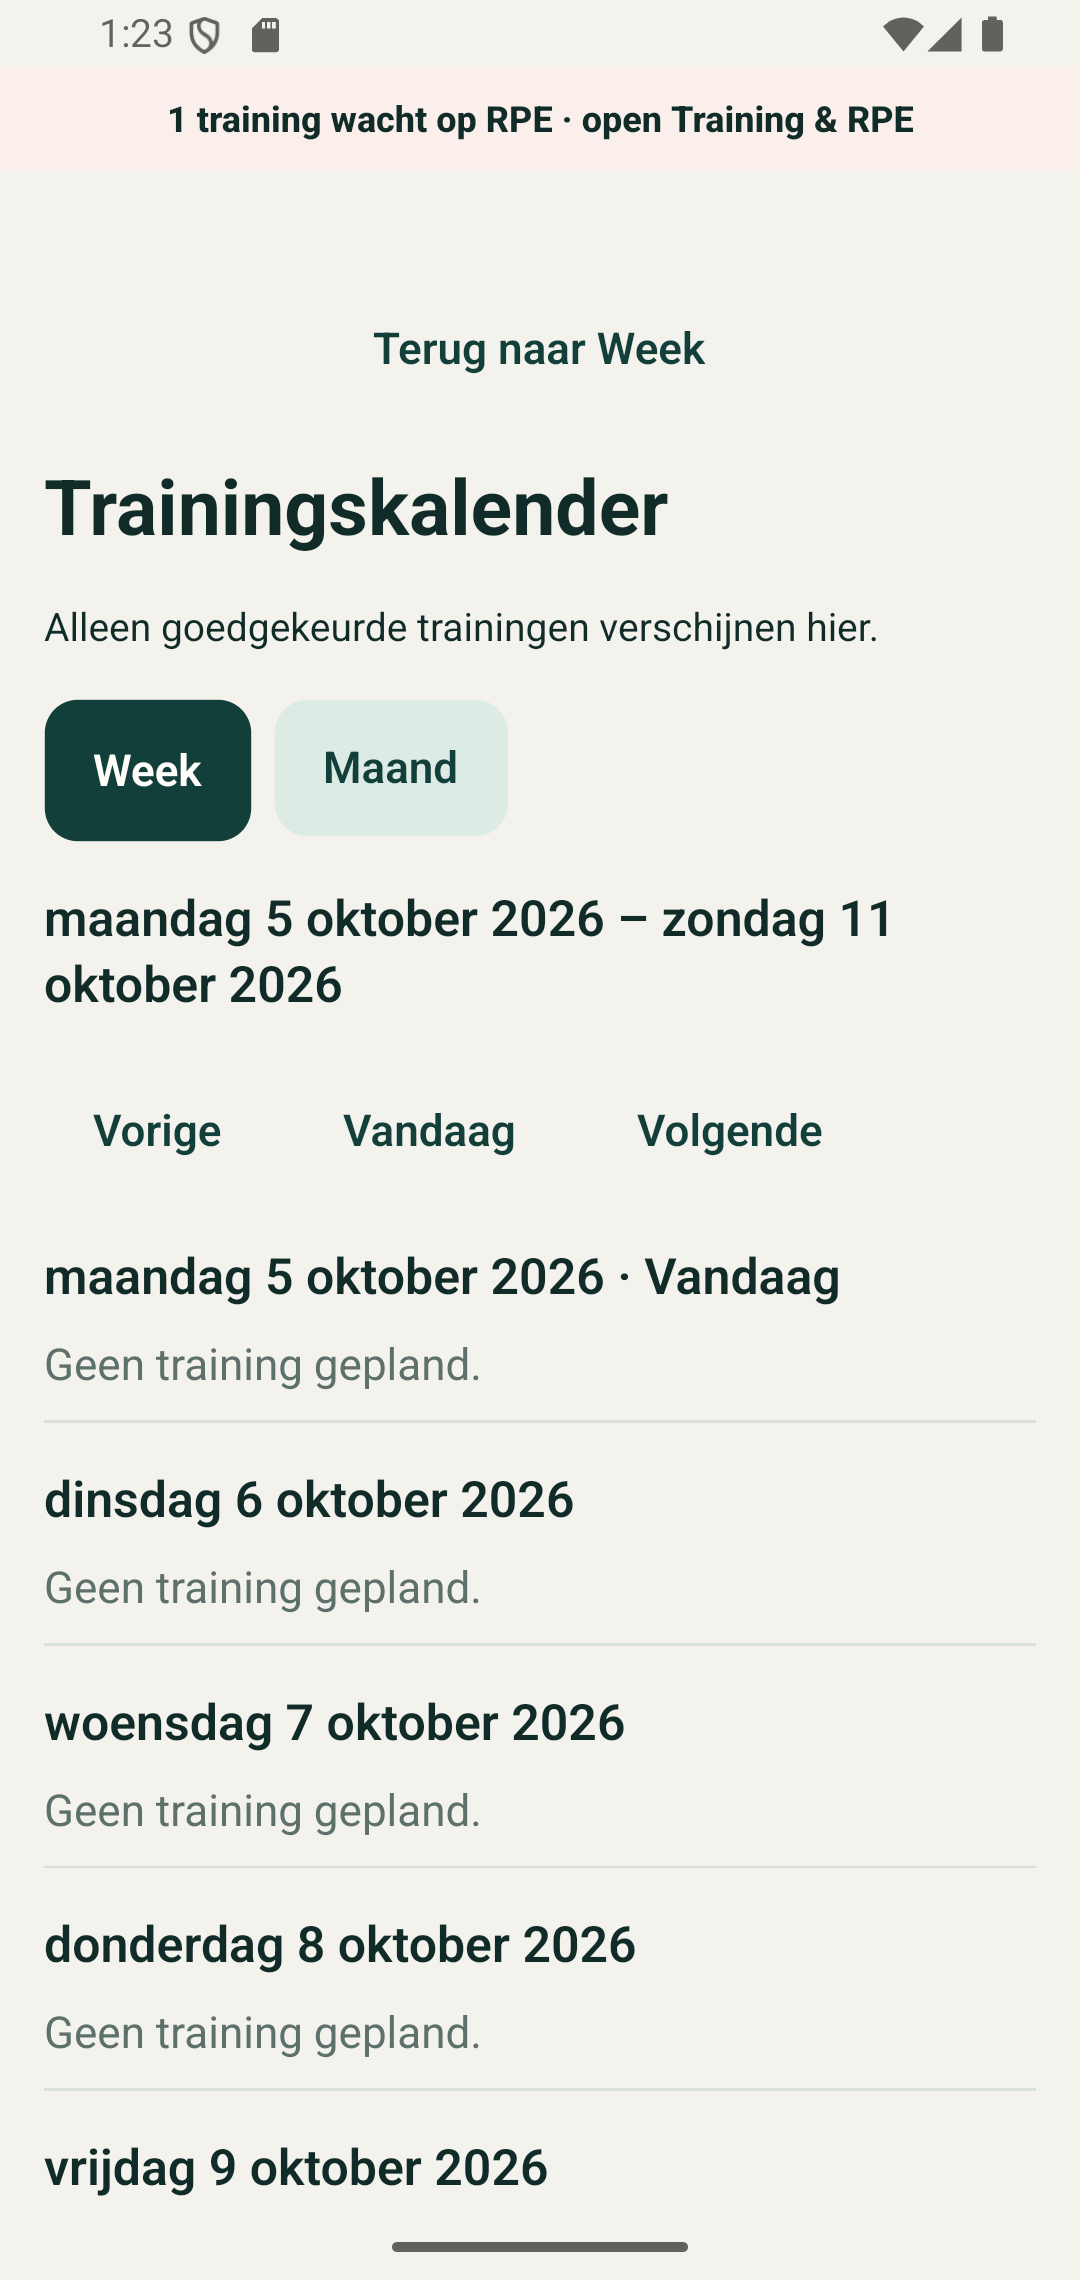 1:23
1 training wacht op RPE · open Training & RPE
Terug naar Week
Trainingskalender
Alleen goedgekeurde trainingen verschijnen hier.
Week
Maand
maandag 5 oktober 2026 – zondag 11
oktober 2026
Vorige
Vandaag
Volgende
maandag 5 oktober 2026 · Vandaag
Geen training gepland.
dinsdag 6 oktober 2026
Geen training gepland.
woensdag 7 oktober 2026
Geen training gepland.
donderdag 8 oktober 2026
Geen training gepland.
vrijdag 9 oktober 2026